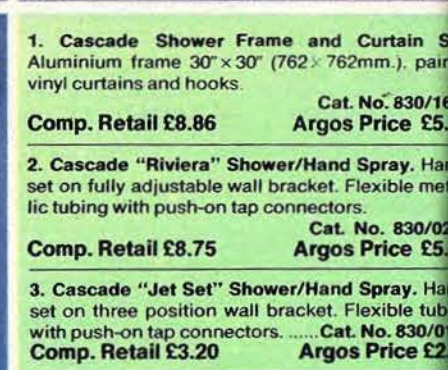 1. Cascade Shower Frame and Curtain S
Aluminium frame 30" × 30" (762 × 762mm.), pair
vinyl curtains and hooks.
Cat. No. 830/16
Comp. Retail £8.86 Argos Price £5.
2. Cascade "Riviera" Shower/Hand Spray. Ha
set on fully adjustable wall bracket. Flexible me
lic tubing with push-on tap connectors.
Cat. No. 830/02
Comp. Retail £8.75 Argos Price £5.
3. Cascade "Jet Set" Shower/Hand Spray. Ha
set on three position wall bracket. Flexible tub
with push-on tap connectors. ......Cat. No. 830/01
Comp. Retail £3.20 Argos Price £2